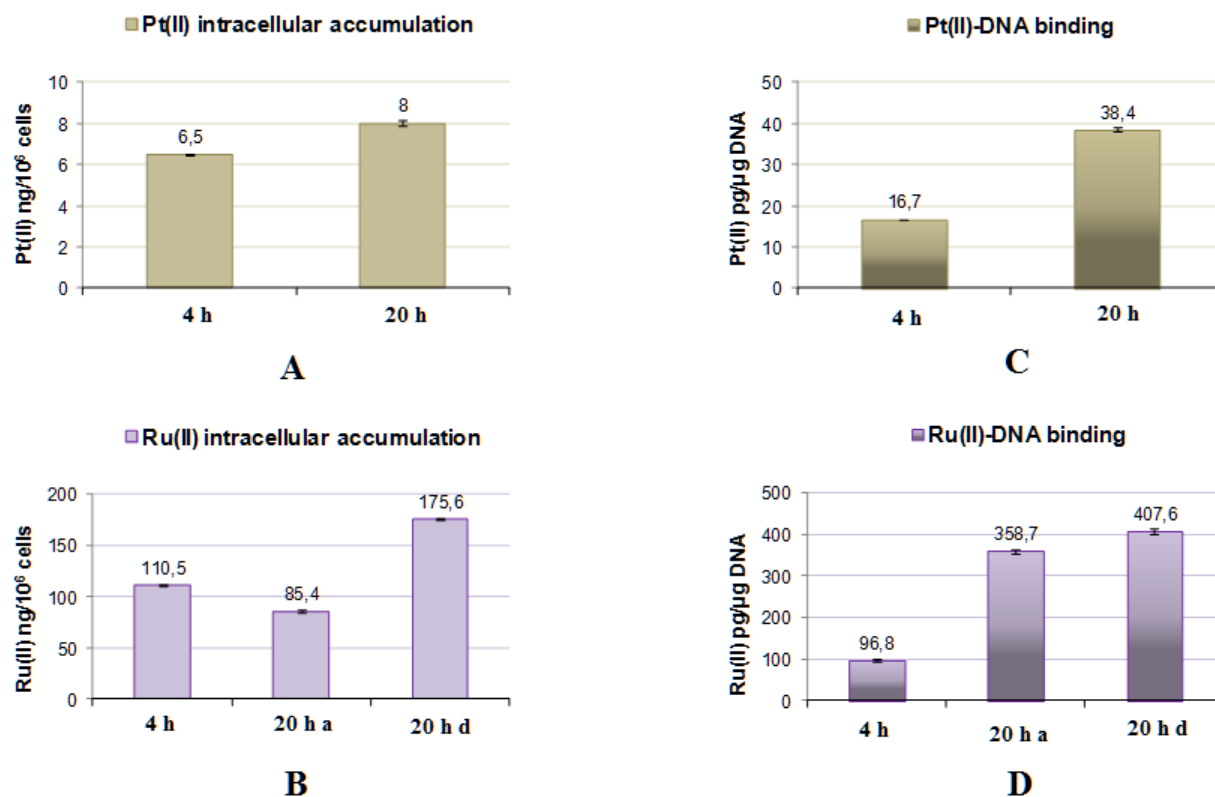 Pt(II) intracellular accumulation
Pt(II) ng/10⁶ cells
10
8
6
4
2
0
6,5
8
4 h
20 h
A
Pt(II)-DNA binding
Pt(II) pg/µg DNA
50
40
30
20
10
0
16,7
38,4
4 h
20 h
C
Ru(II) intracellular accumulation
Ru(II) ng/10⁶ cells
200
150
100
50
0
110,5
85,4
175,6
4 h
20 h a
20 h d
B
Ru(II)-DNA binding
Ru(II) pg/µg DNA
500
400
300
200
100
0
96,8
358,7
407,6
4 h
20 h a
20 h d
D